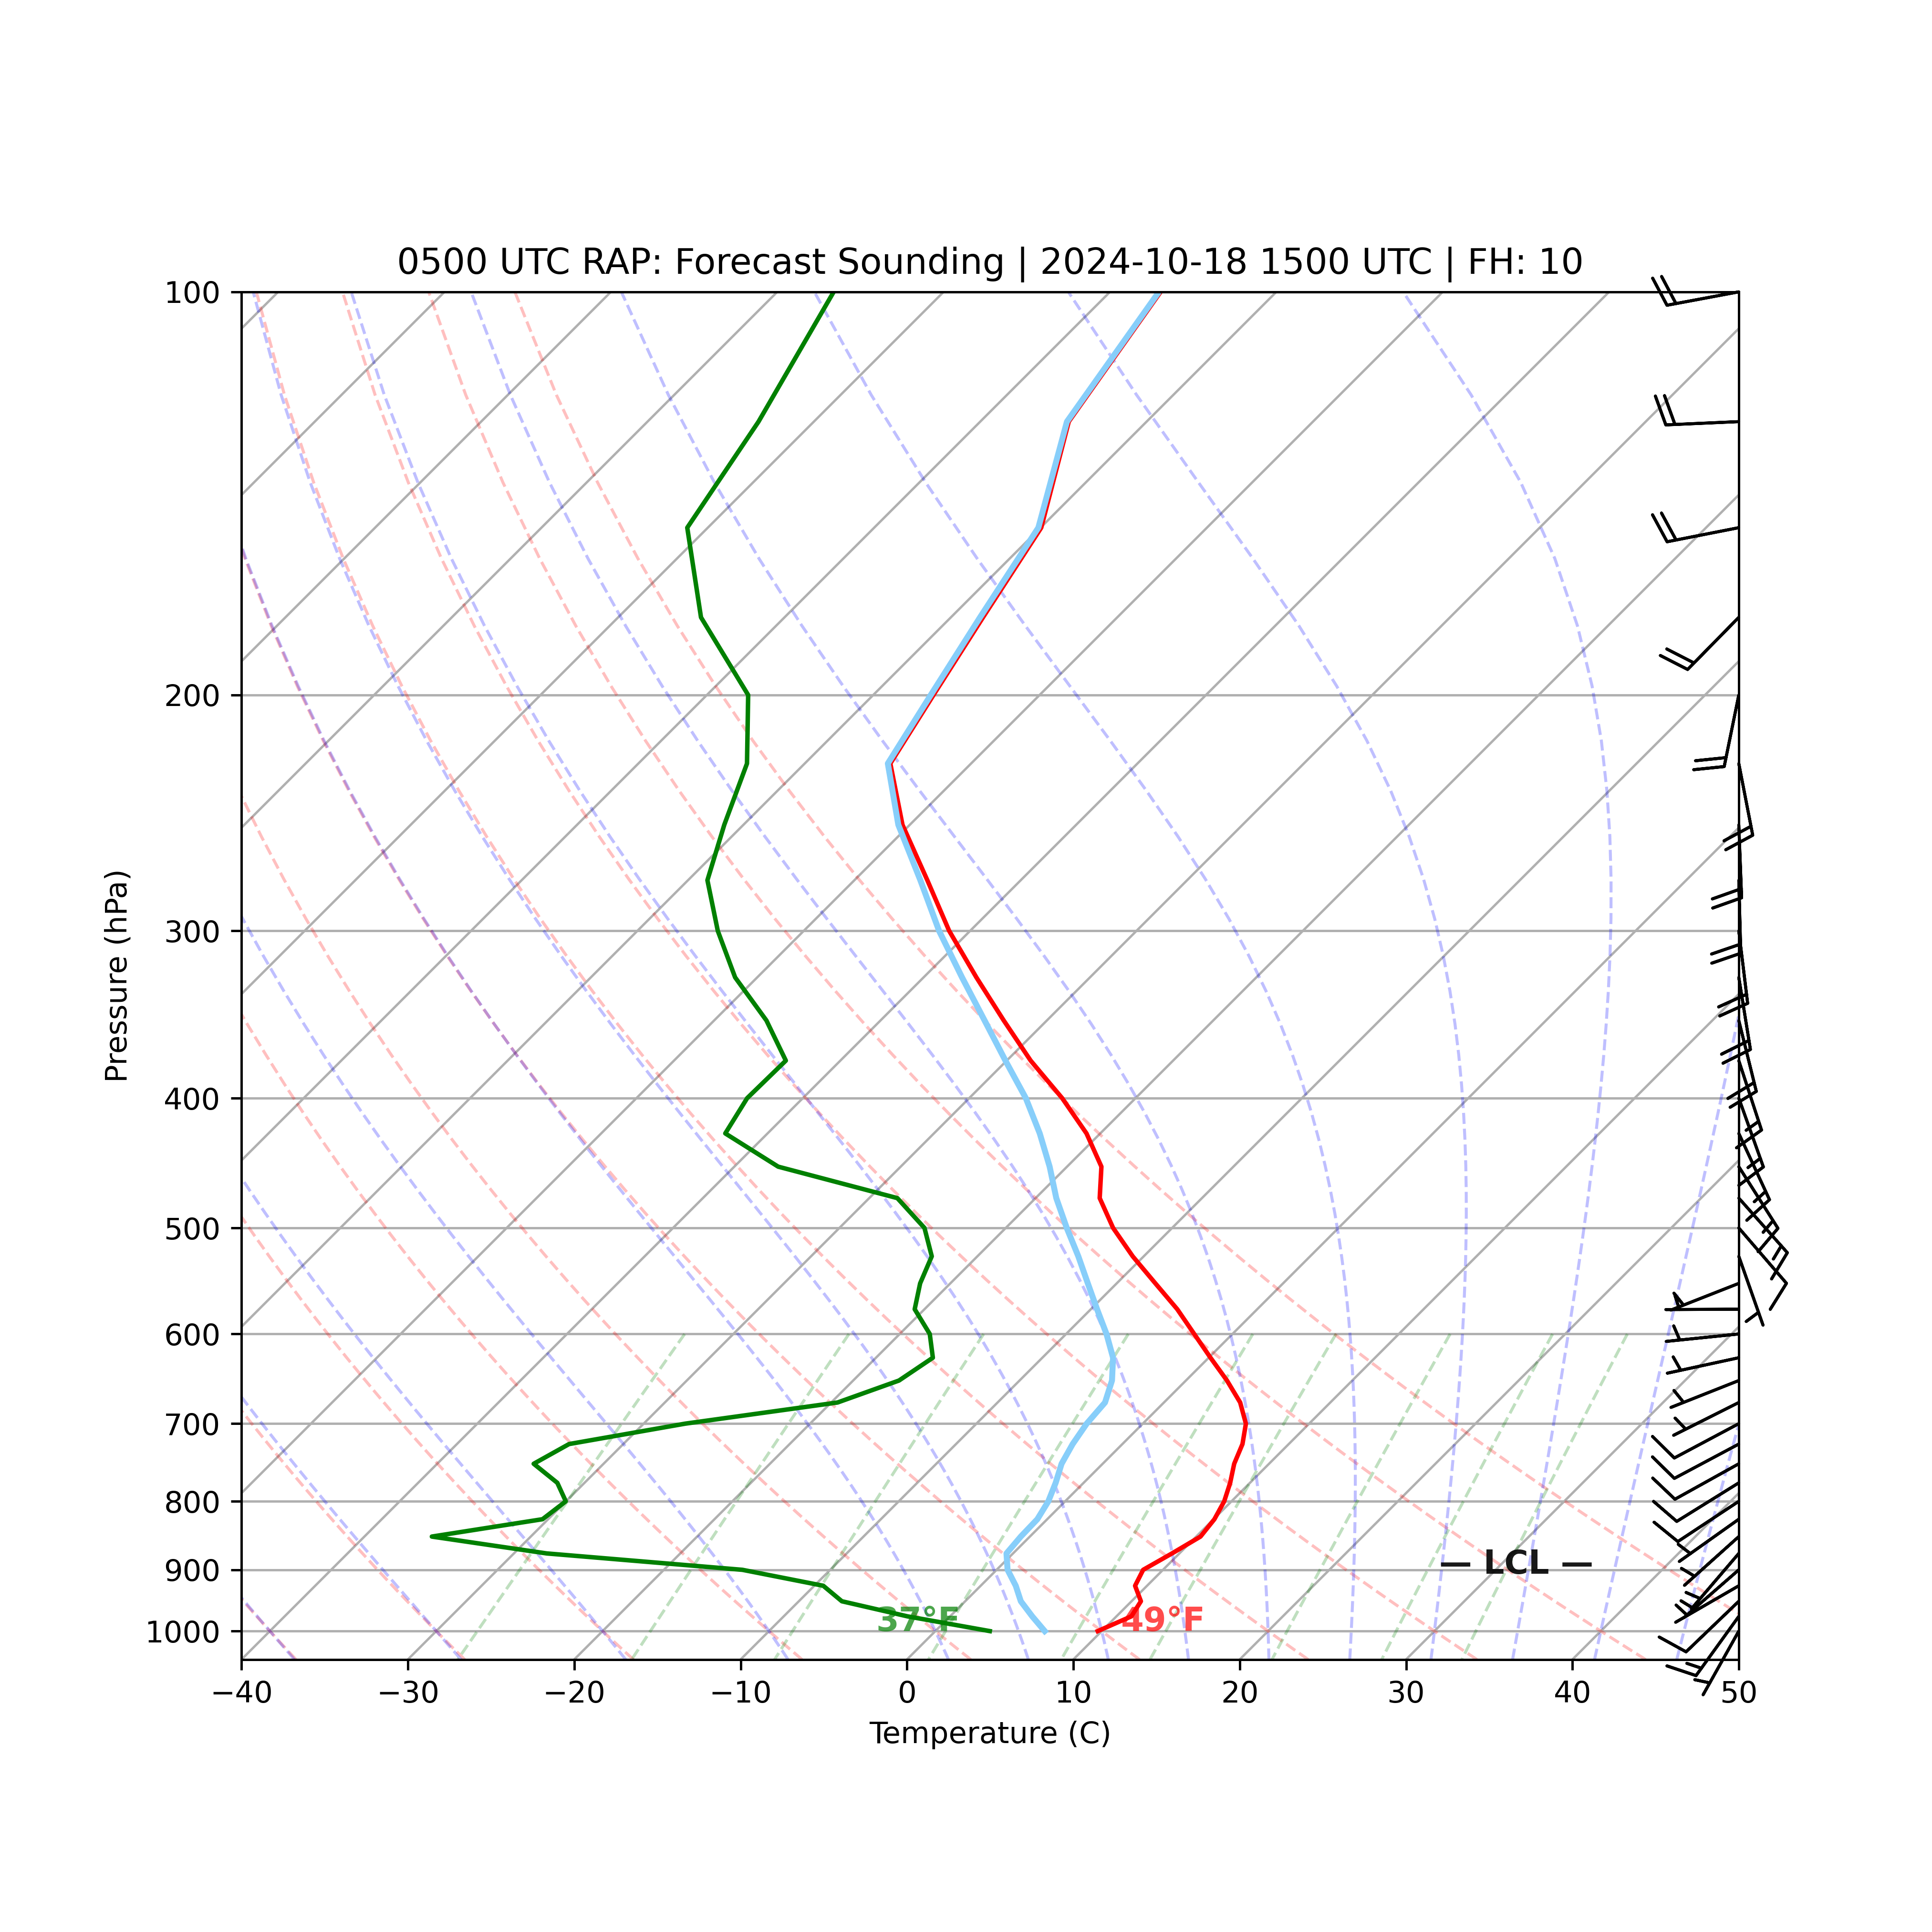 0500 UTC RAP: Forecast Sounding | 2024-10-18 1500 UTC | FH: 10
100
200
300
400
500
600
700
800
900
1000
Pressure (hPa)
— LCL —
37°F
49°F
−40 −30 −20 −10 0 10 20 30 40 50
Temperature (C)